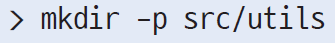 > mkdir -p src/utils